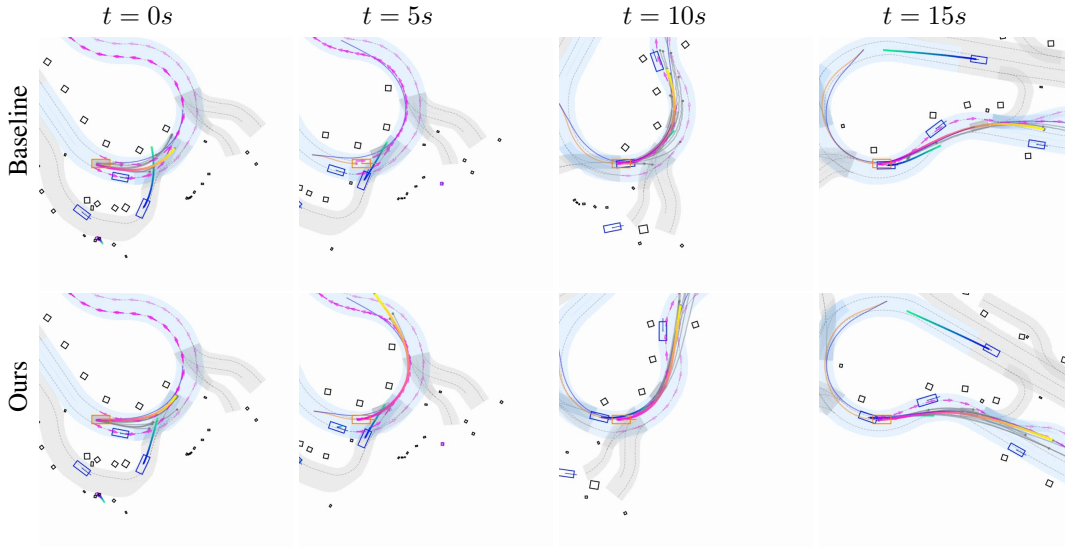 t = 0s
t = 5s
t = 10s
t = 15s
Baseline
Ours